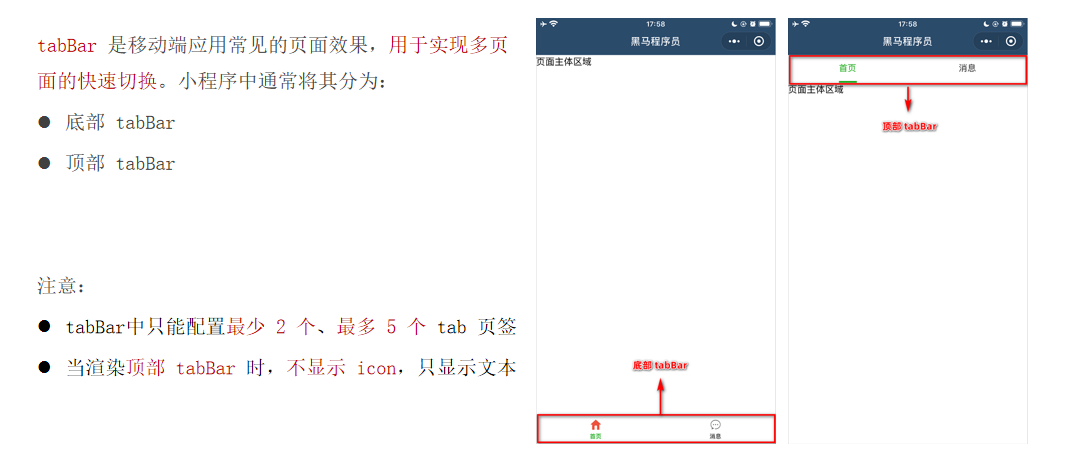 tabBar 是移动端应用常见的页面效果，用于实现多页
面的快速切换。小程序中通常将其分为：
● 底部 tabBar
● 顶部 tabBar
注意：
● tabBar中只能配置最少 2 个、最多 5 个 tab 页签
● 当渲染顶部 tabBar 时，不显示 icon，只显示文本
17:58
黑马程序员
页面主体区域
底部 tabBar
首页
消息
17:58
黑马程序员
首页
消息
页面主体区域
顶部 tabBar